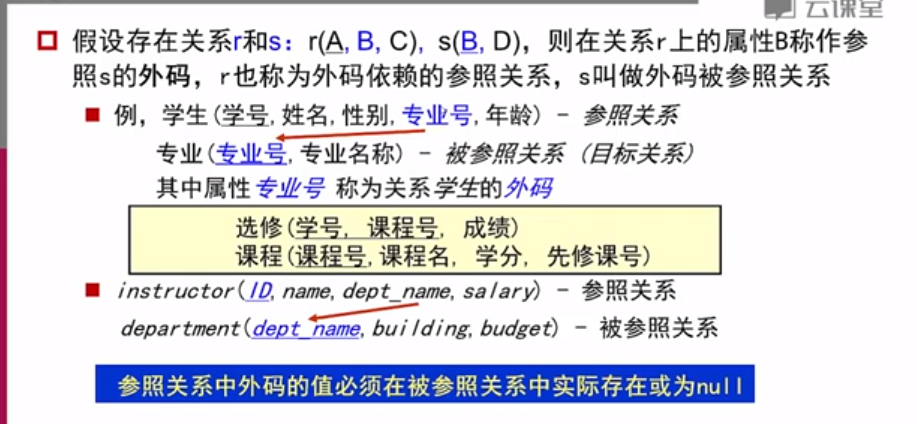 云课堂
假设存在关系r和s：r(A, B, C), s(B, D)，则在关系r上的属性B称作参
照s的外码，r也称为外码依赖的参照关系，s叫做外码被参照关系
例，学生(学号,姓名,性别,专业号,年龄) - 参照关系
专业(专业号,专业名称) - 被参照关系 (目标关系)
其中属性专业号 称为关系学生的外码
选修(学号, 课程号, 成绩)
课程(课程号,课程名, 学分, 先修课号)
instructor(ID,name,dept_name,salary) - 参照关系
department(dept_name,building,budget) - 被参照关系
参照关系中外码的值必须在被参照关系中实际存在或为null